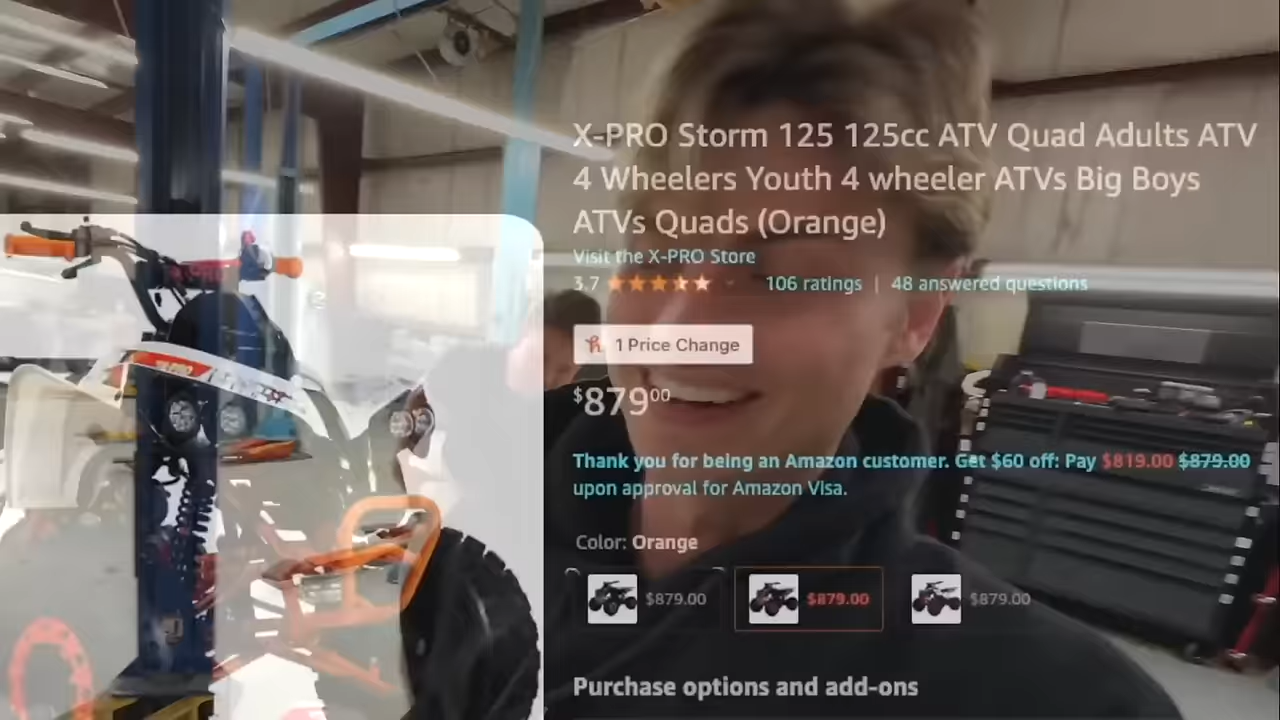 X-PRO Storm 125 125cc ATV Quad Adults ATV
4 Wheelers Youth 4 wheeler ATVs Big Boys
ATVs Quads (Orange)
Visit the X-PRO Store
3.7 106 ratings | 48 answered questions
1 Price Change
$87900
Thank you for being an Amazon customer. Get $60 off: Pay $819.00 $879.00
upon approval for Amazon Visa.
Color: Orange
$879.00 $879.00 $879.00
Purchase options and add-ons